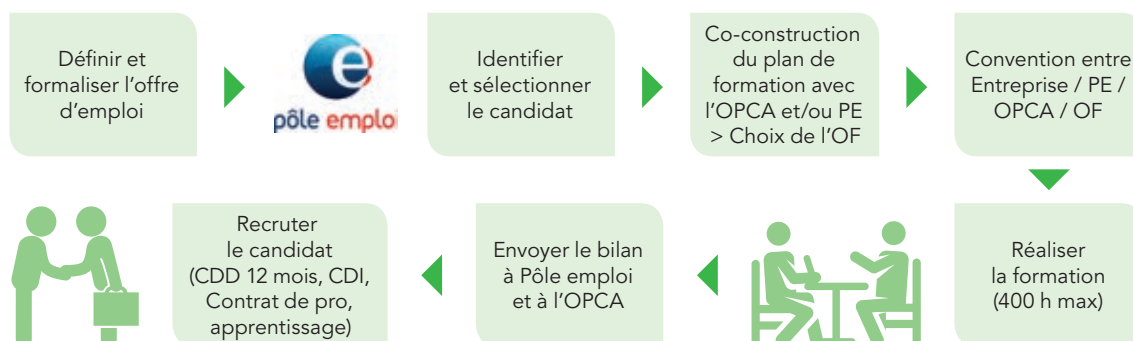 Définir et
formaliser l'offre
d'emploi
pôle emploi
Identifier
et sélectionner
le candidat
Co-construction
du plan de
formation avec
l'OPCA et/ou PE
> Choix de l'OF
Convention entre
Entreprise / PE /
OPCA / OF
Recruter
le candidat
(CDD 12 mois, CDI,
Contrat de pro,
apprentissage)
Envoyer le bilan
à Pôle emploi
et à l'OPCA
Réaliser
la formation
(400 h max)